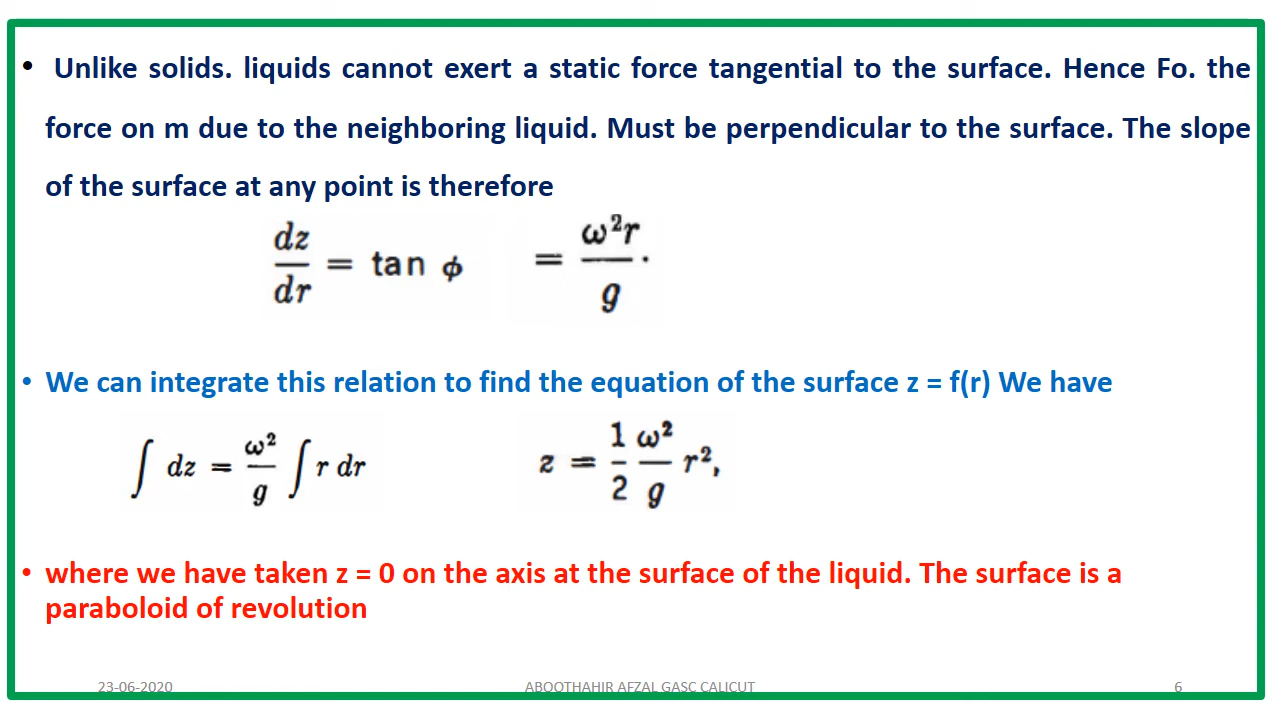 • Unlike solids. liquids cannot exert a static force tangential to the surface. Hence Fo. the
force on m due to the neighboring liquid. Must be perpendicular to the surface. The slope
of the surface at any point is therefore
dz/dr = tan ϕ = ω²r/g.
• We can integrate this relation to find the equation of the surface z = f(r) We have
∫ dz = ω²/g ∫ r dr z = 1/2 ω²/g r²,
• where we have taken z = 0 on the axis at the surface of the liquid. The surface is a
paraboloid of revolution
23-06-2020 ABOOTHAHIR AFZAL GASC CALICUT 6